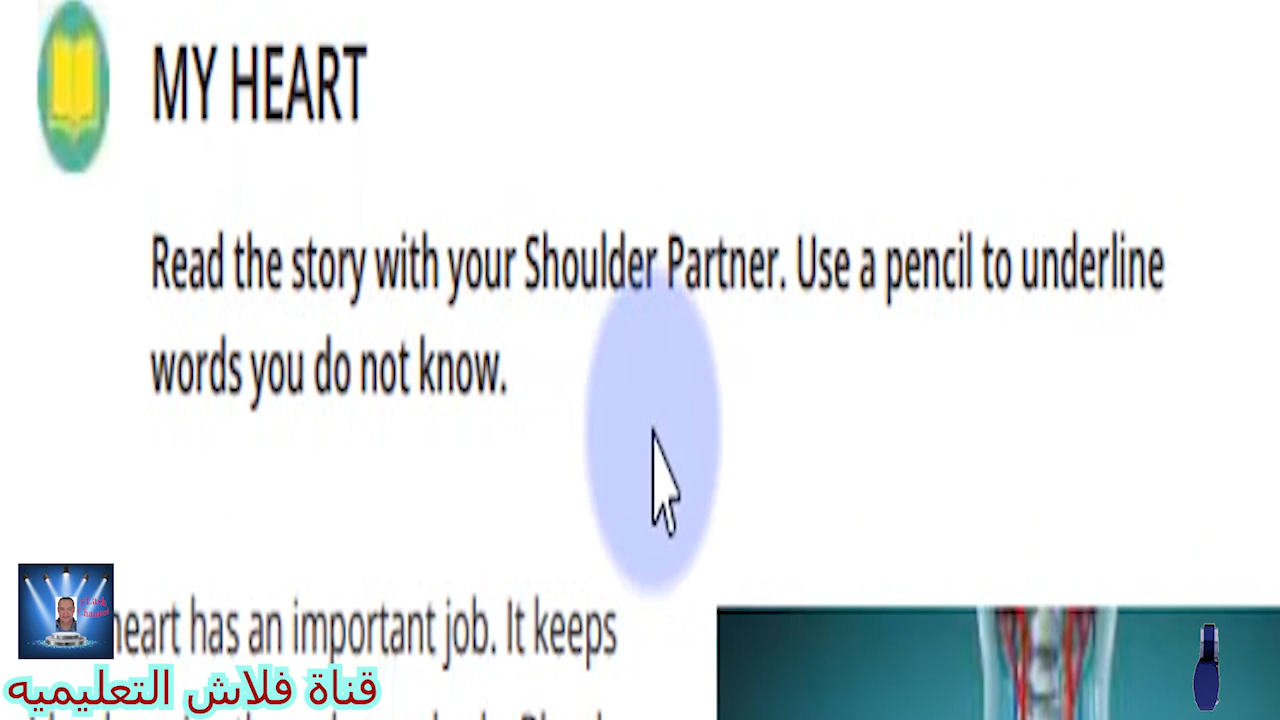 MY HEART
Read the story with your Shoulder Partner. Use a pencil to underline
words you do not know.
heart has an important job. It keeps
قناة فلاش التعليميه